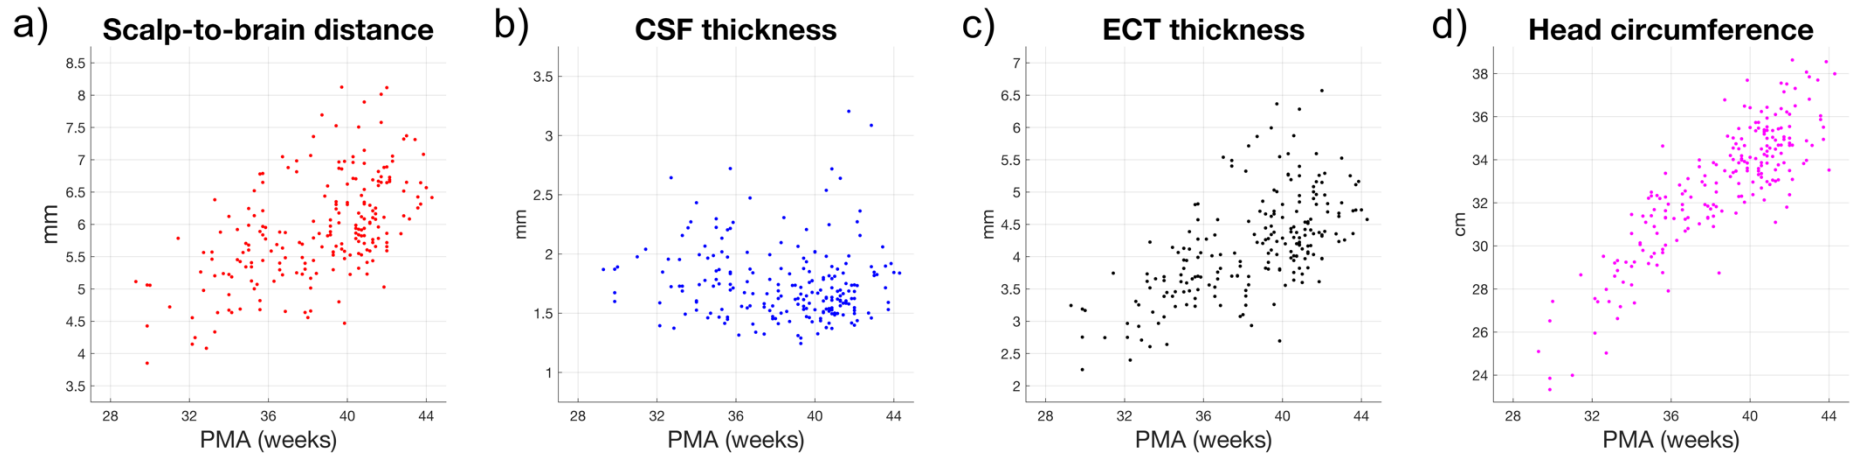 a) Scalp-to-brain distance
8.5
8
7.5
7
6.5
6
5.5
5
4.5
4
3.5
mm
28 32 36 40 44
PMA (weeks)
b) CSF thickness
3.5
3
2.5
2
1.5
1
mm
28 32 36 40 44
PMA (weeks)
c) ECT thickness
7
6.5
6
5.5
5
4.5
4
3.5
3
2.5
2
mm
28 32 36 40 44
PMA (weeks)
d) Head circumference
38
36
34
32
30
28
26
24
cm
28 32 36 40 44
PMA (weeks)